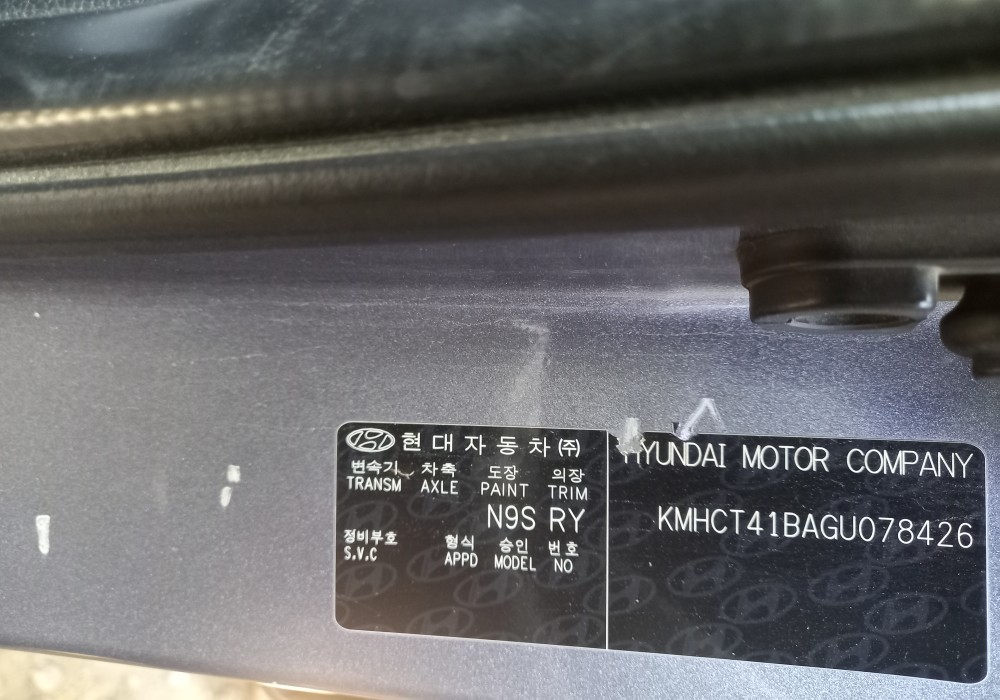 현대자동차 ㈜
변속기 차축 도장 의장
TRANSM AXLE PAINT TRIM
N9S RY
정비부호 형식 승인 번호
S.V.C APPD MODEL NO
HYUNDAI MOTOR COMPANY
KMHCT41BAGU078426